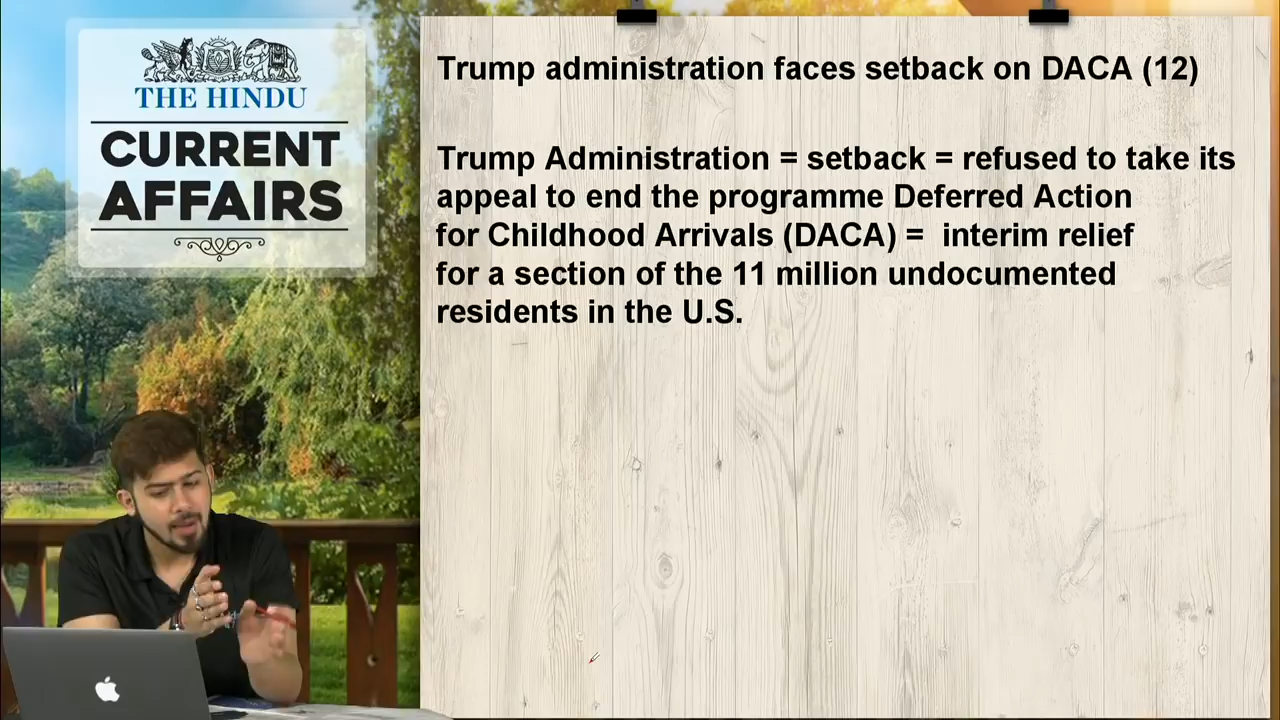 THE HINDU
CURRENT
AFFAIRS
Trump administration faces setback on DACA (12)
Trump Administration = setback = refused to take its
appeal to end the programme Deferred Action
for Childhood Arrivals (DACA) = interim relief
for a section of the 11 million undocumented
residents in the U.S.